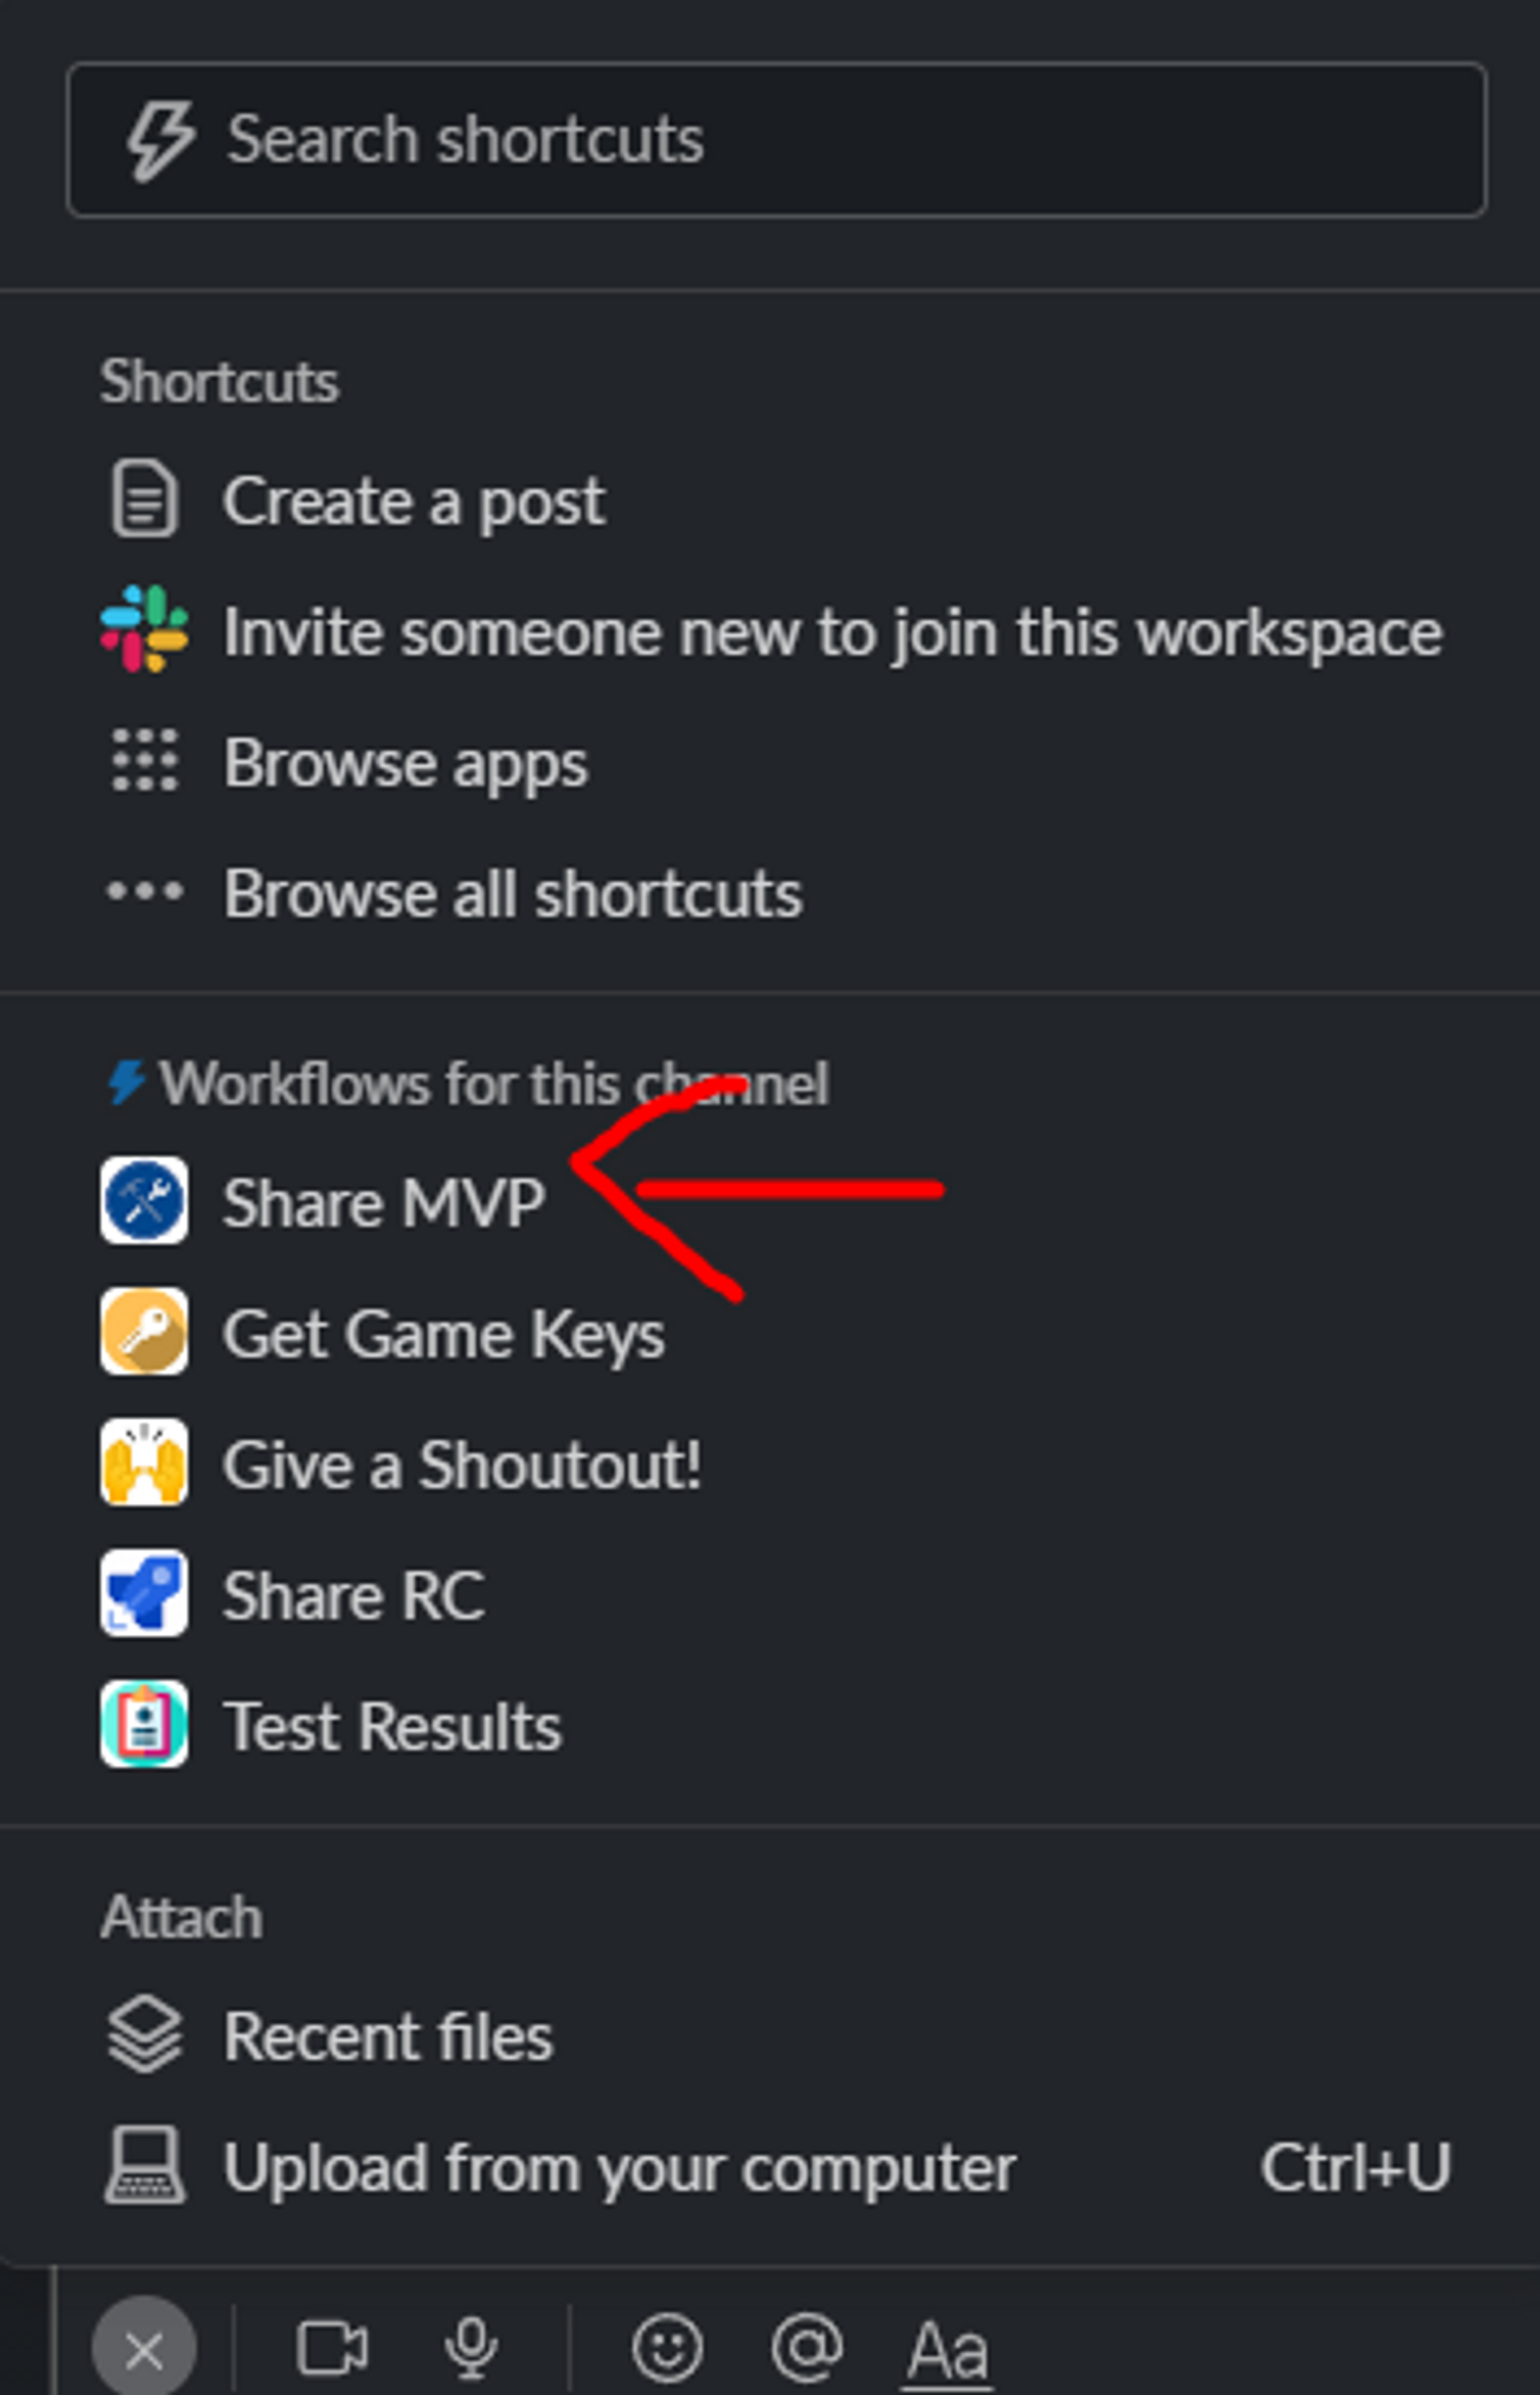 Search shortcuts
Shortcuts
Create a post
Invite someone new to join this workspace
Browse apps
Browse all shortcuts
Workflows for this channel
Share MVP
Get Game Keys
Give a Shoutout!
Share RC
Test Results
Attach
Recent files
Upload from your computer Ctrl+U
Aa